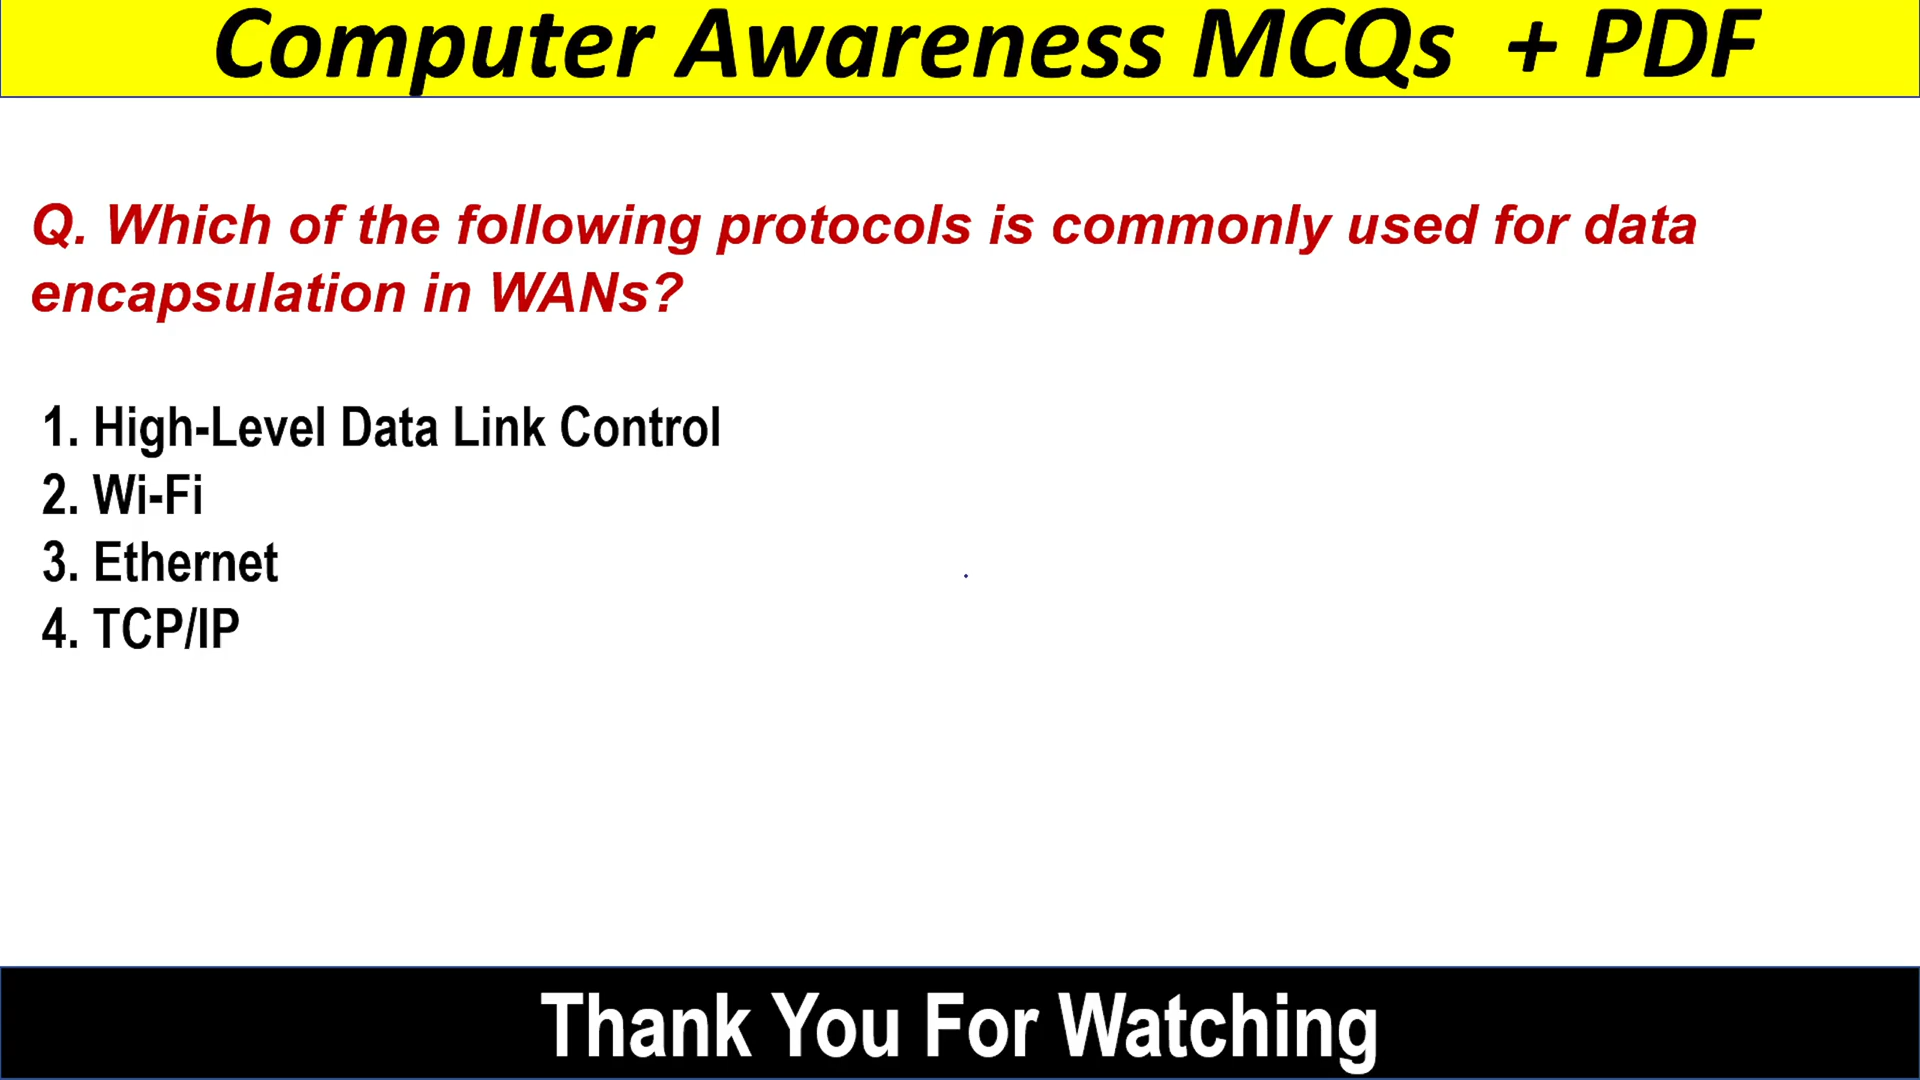 Computer Awareness MCQs + PDF
Q. Which of the following protocols is commonly used for data
encapsulation in WANs?
1. High-Level Data Link Control
2. Wi-Fi
3. Ethernet
4. TCP/IP
Thank You For Watching